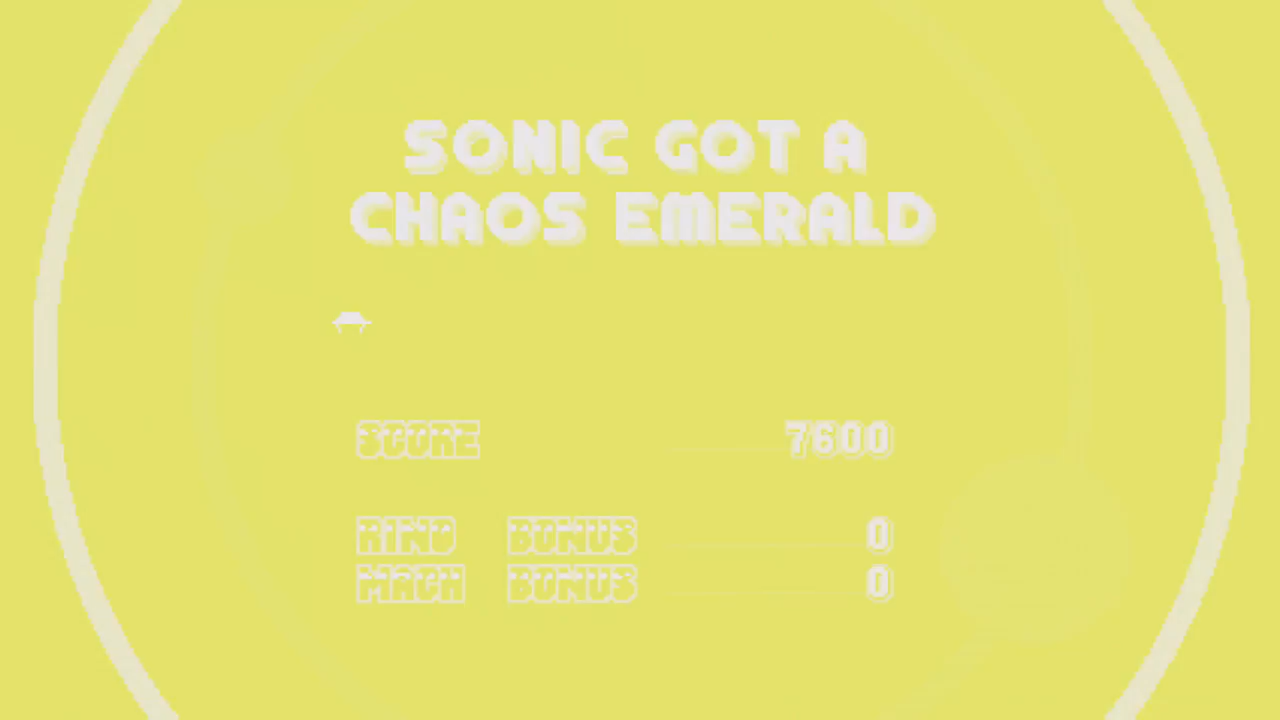 SONIC GOT A
CHAOS EMERALD
SCORE 7600
RING BONUS 0
MACH BONUS 0